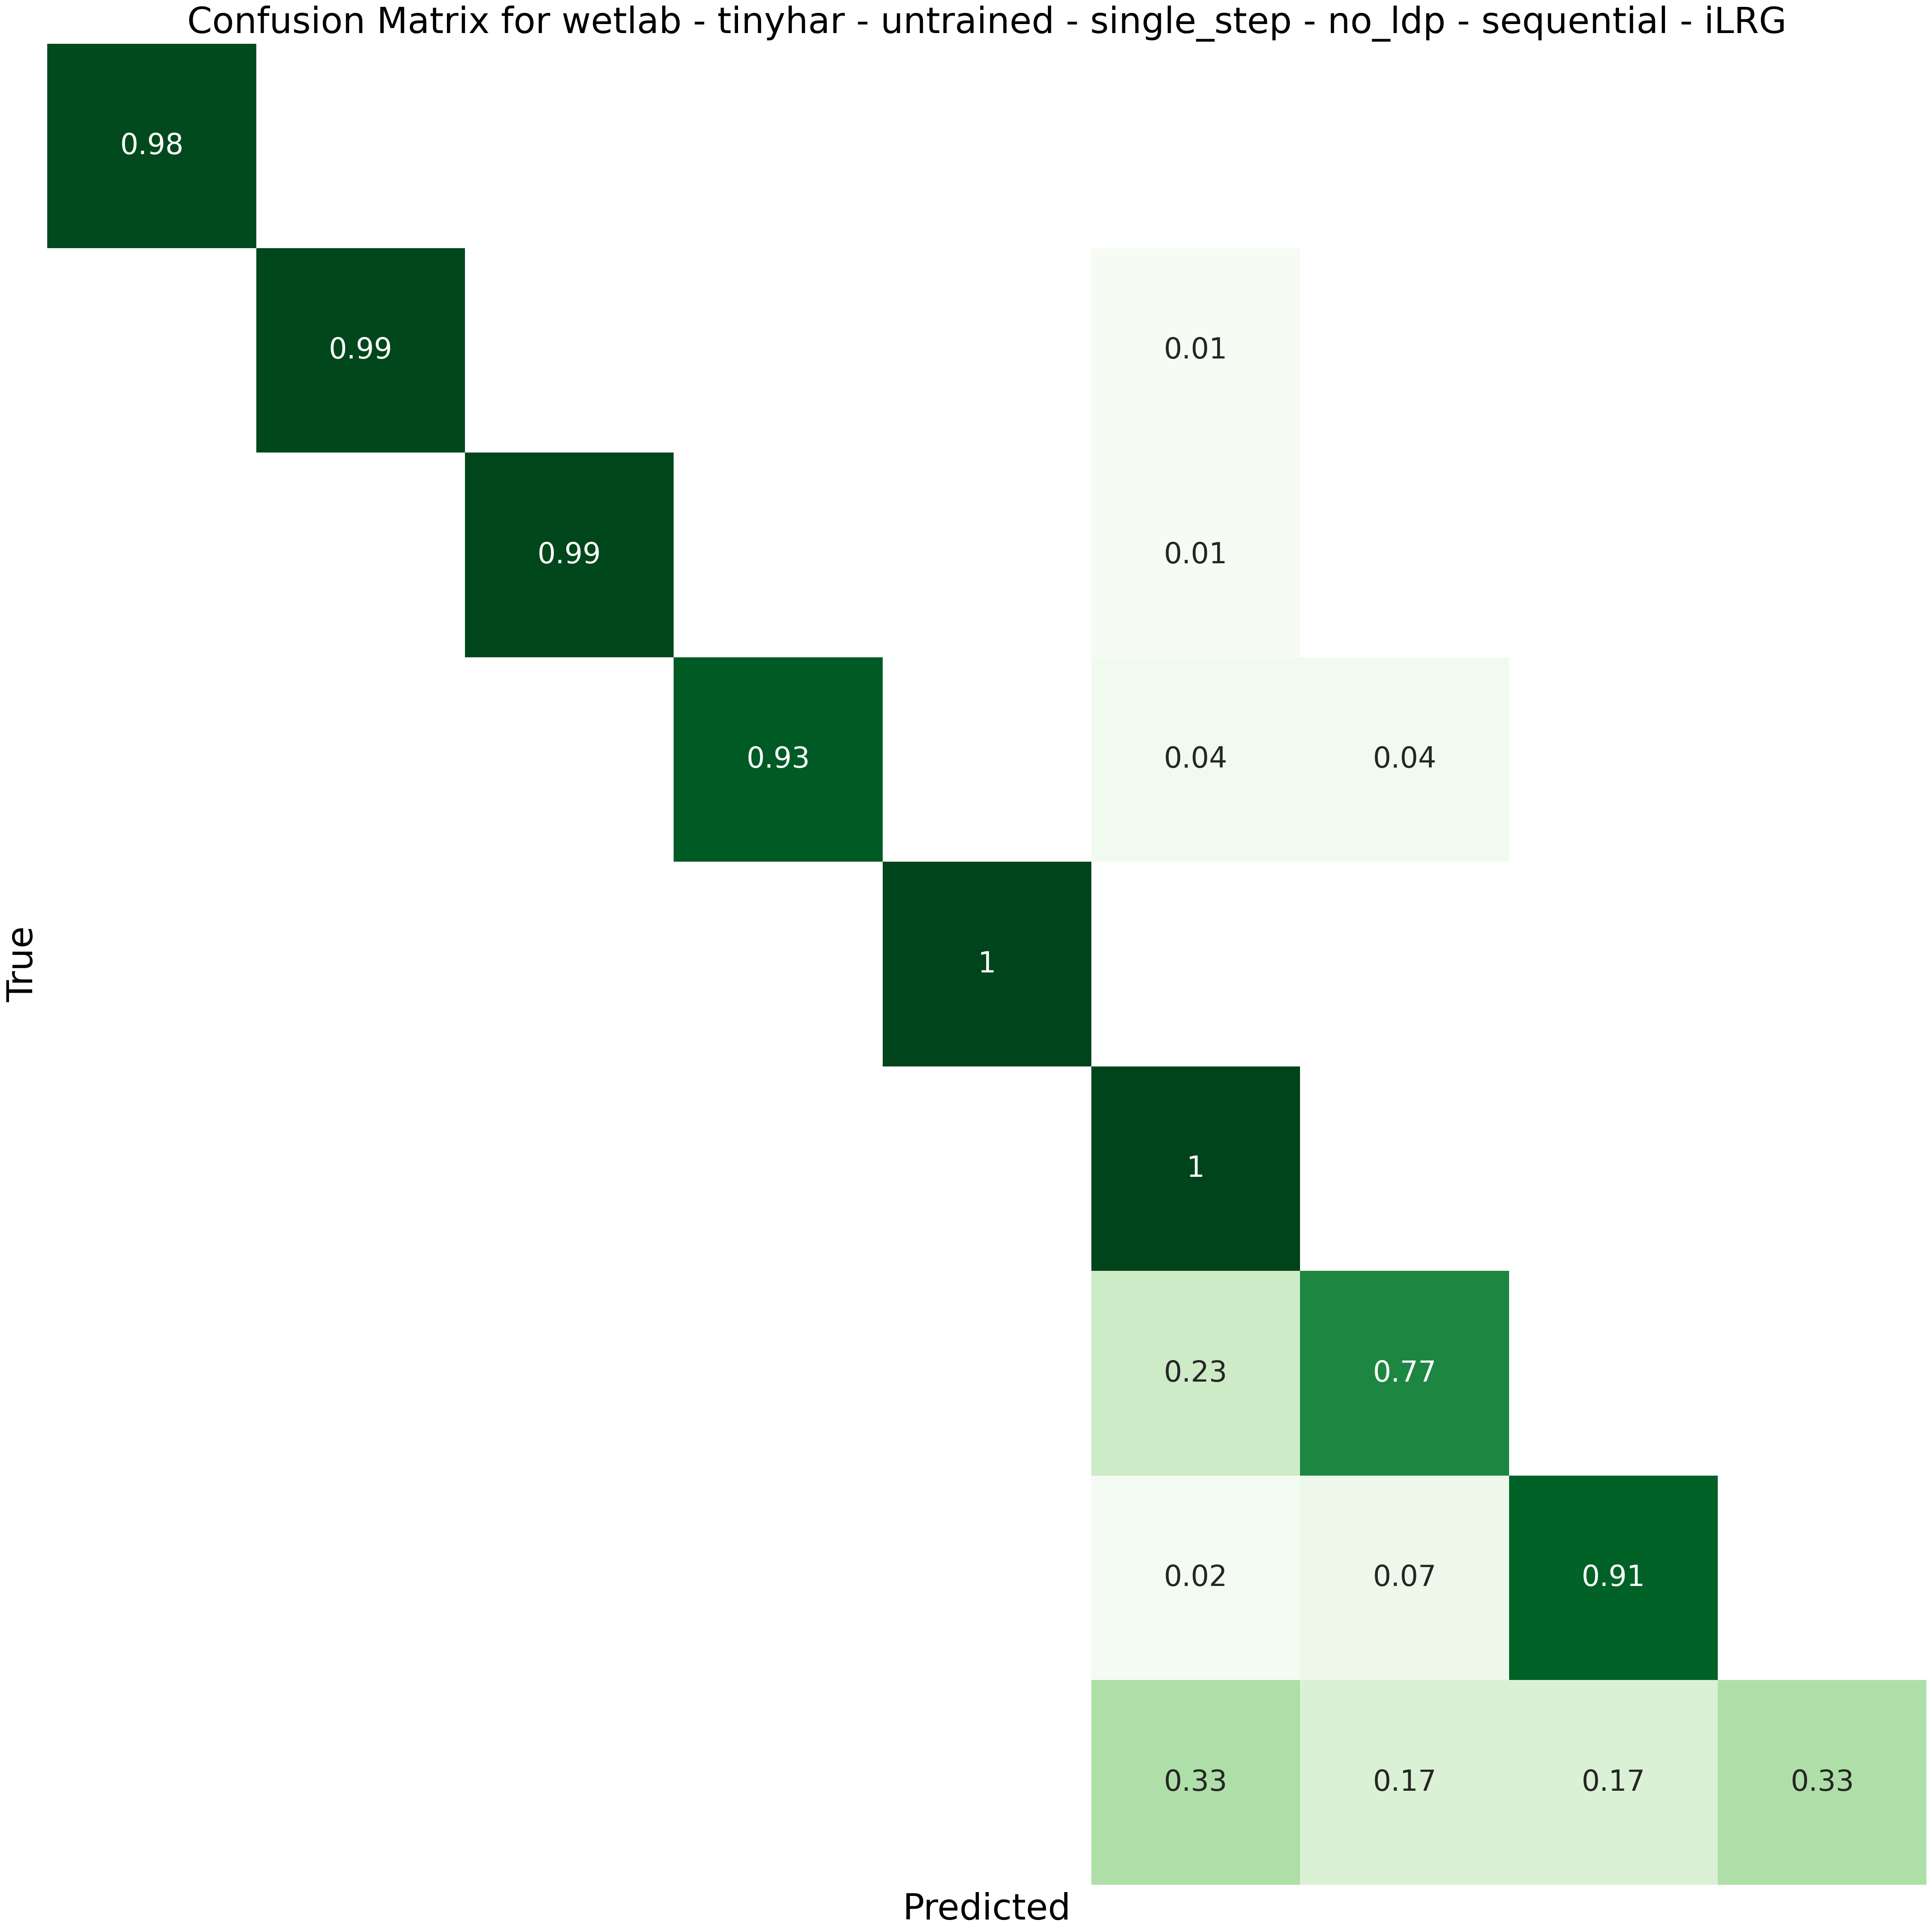 Confusion Matrix for wetlab - tinyhar - untrained - single_step - no_ldp - sequential - iLRG
0.98
0.99 0.01
0.99 0.01
0.93 0.04 0.04
1
1
0.23 0.77
0.02 0.07 0.91
0.33 0.17 0.17 0.33
True
Predicted